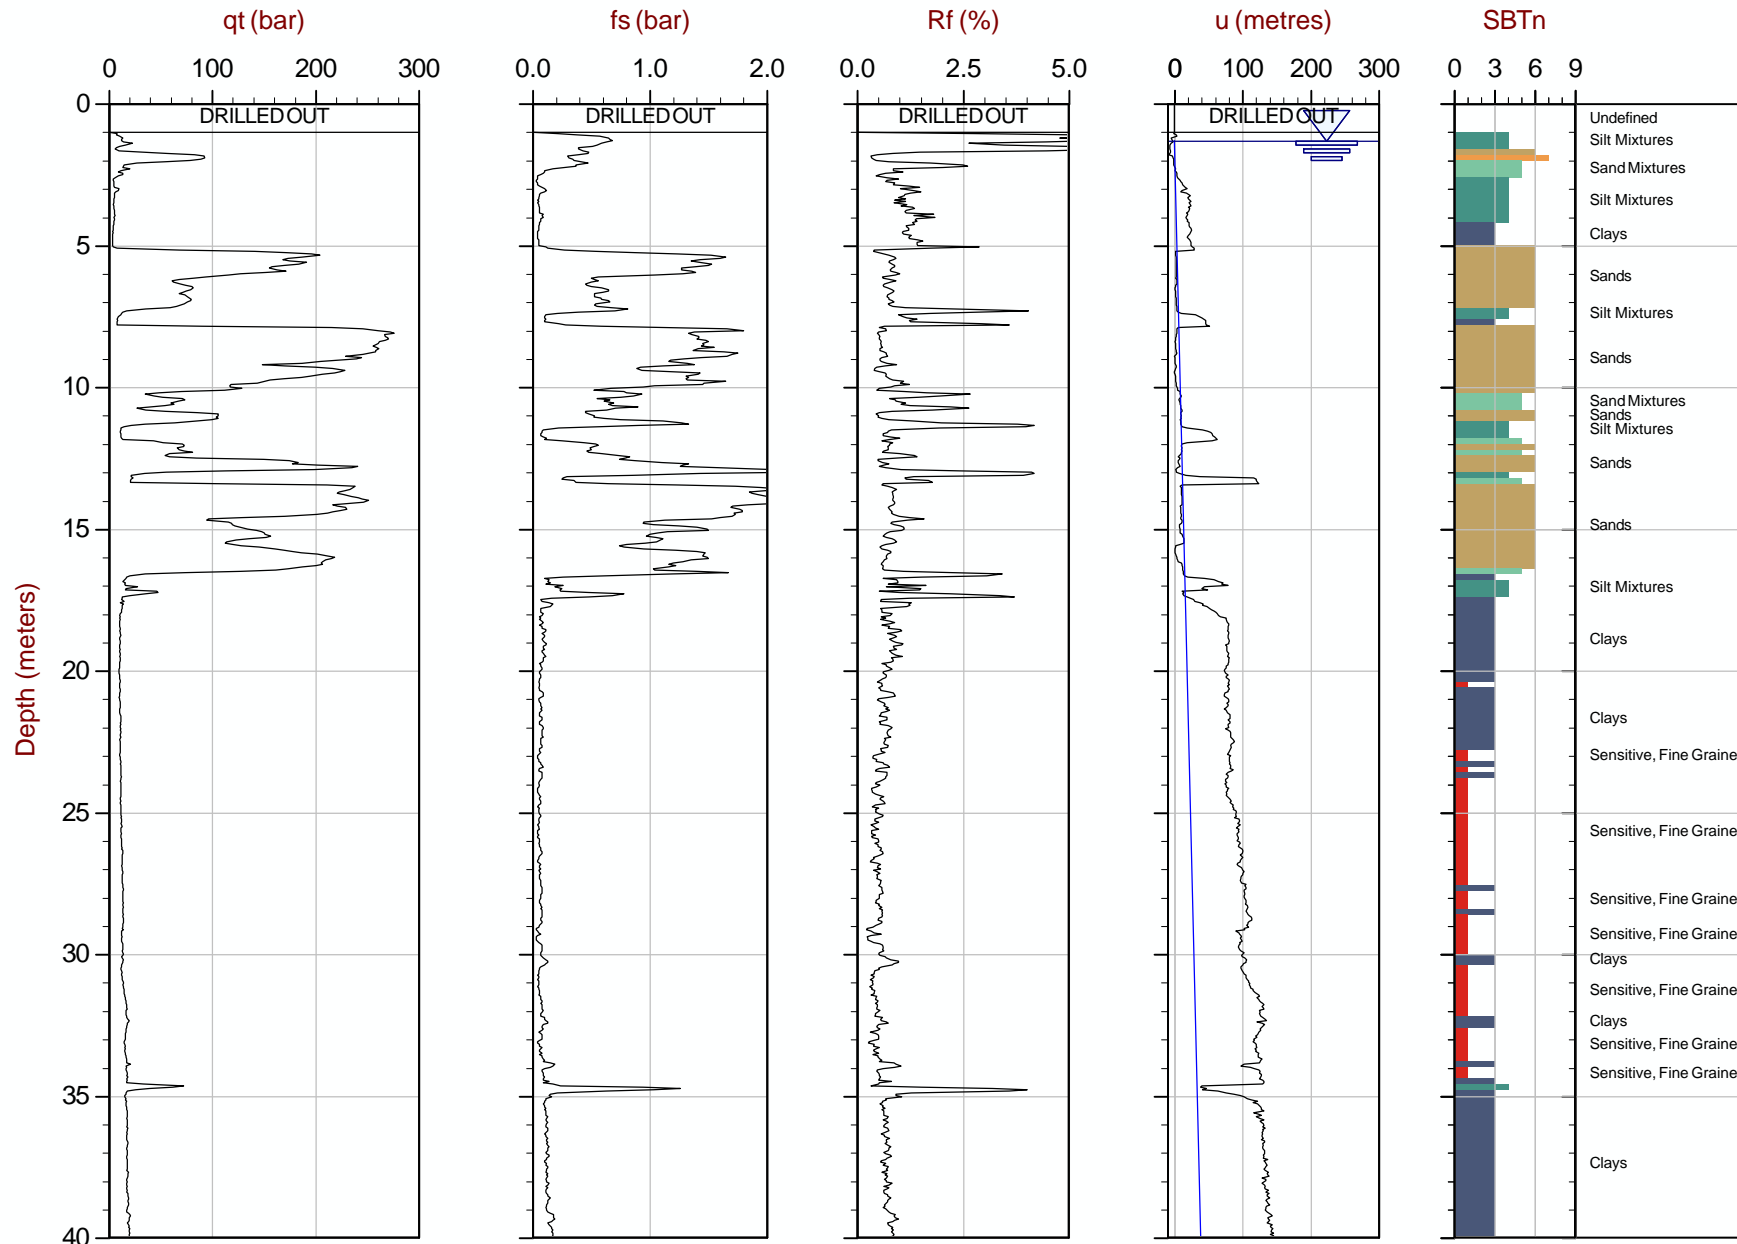 qt (bar) fs (bar) Rf (%) u (metres) SBTn
0 100 200 300 0.0 1.0 2.0 0.0 2.5 5.0 0 100 200 300 0 3 6 9
0
DRILLED OUT DRILLED OUT DRILLED OUT DRILLED OUT
Undefined
Silt Mixtures
Sand Mixtures
Silt Mixtures
Clays
5
Sands
Silt Mixtures
Sands
10
Sand Mixtures
Sands
Silt Mixtures
Sands
15
Sands
Silt Mixtures
Clays
20
Depth (meters)
Clays
Sensitive, Fine Graine
25
Sensitive, Fine Graine
Sensitive, Fine Graine
Sensitive, Fine Graine
30
Clays
Sensitive, Fine Graine
Clays
Sensitive, Fine Graine
Sensitive, Fine Graine
35
Clays
40